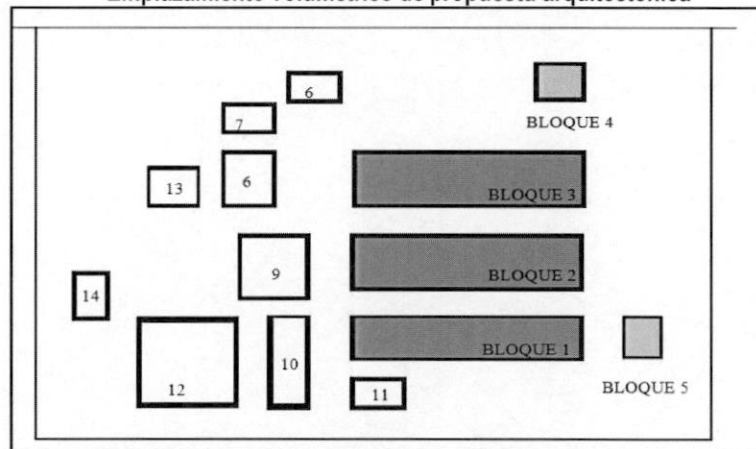 Emplazamiento volumétrico de propuesta arquitectónica
6
BLOQUE 4
7
13
6
BLOQUE 3
9
BLOQUE 2
14
BLOQUE 1
10
12
11
BLOQUE 5